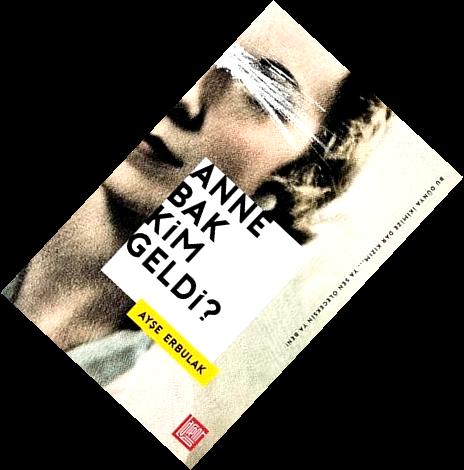 ANNE
BAK
KİM
GELDİ?
AYŞE ERBULAK
BU DÜNYA İKİMİZE DAR KIZIM... YA SEN ÖLECEKSİN YA BEN!